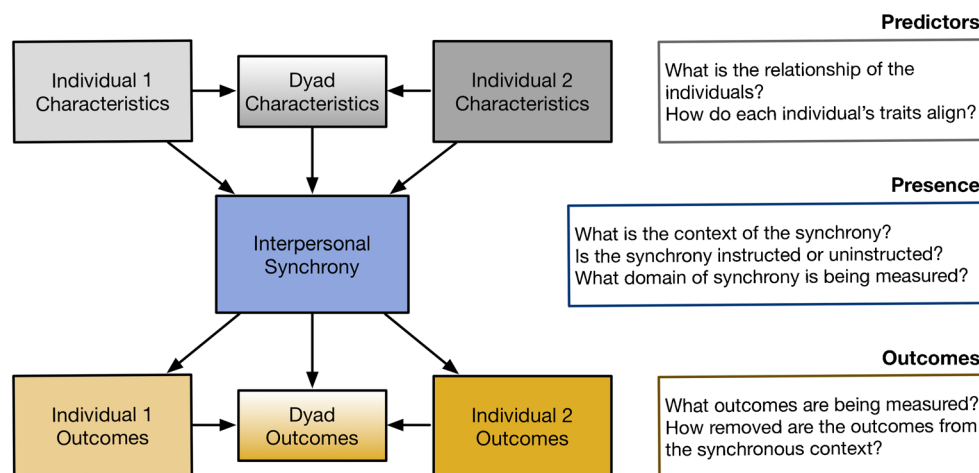 Predictors
Individual 1
Characteristics
Dyad
Characteristics
Individual 2
Characteristics
What is the relationship of the
individuals?
How do each individual's traits align?
Presence
Interpersonal
Synchrony
What is the context of the synchrony?
Is the synchrony instructed or uninstructed?
What domain of synchrony is being measured?
Outcomes
Individual 1
Outcomes
Dyad
Outcomes
Individual 2
Outcomes
What outcomes are being measured?
How removed are the outcomes from
the synchronous context?